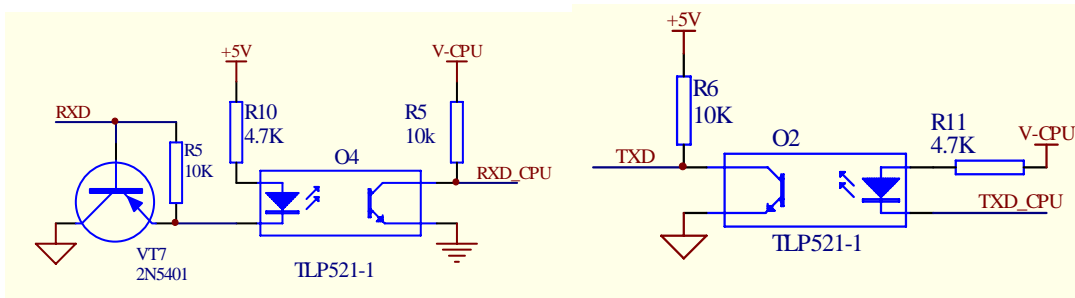 +5V
V-CPU
RXD
R10
4.7K
R5
10k
R5
10K
O4
RXD_CPU
VT7
2N5401
TLP521-1
+5V
R6
10K
R11
4.7K
V-CPU
TXD
O2
TXD_CPU
TLP521-1